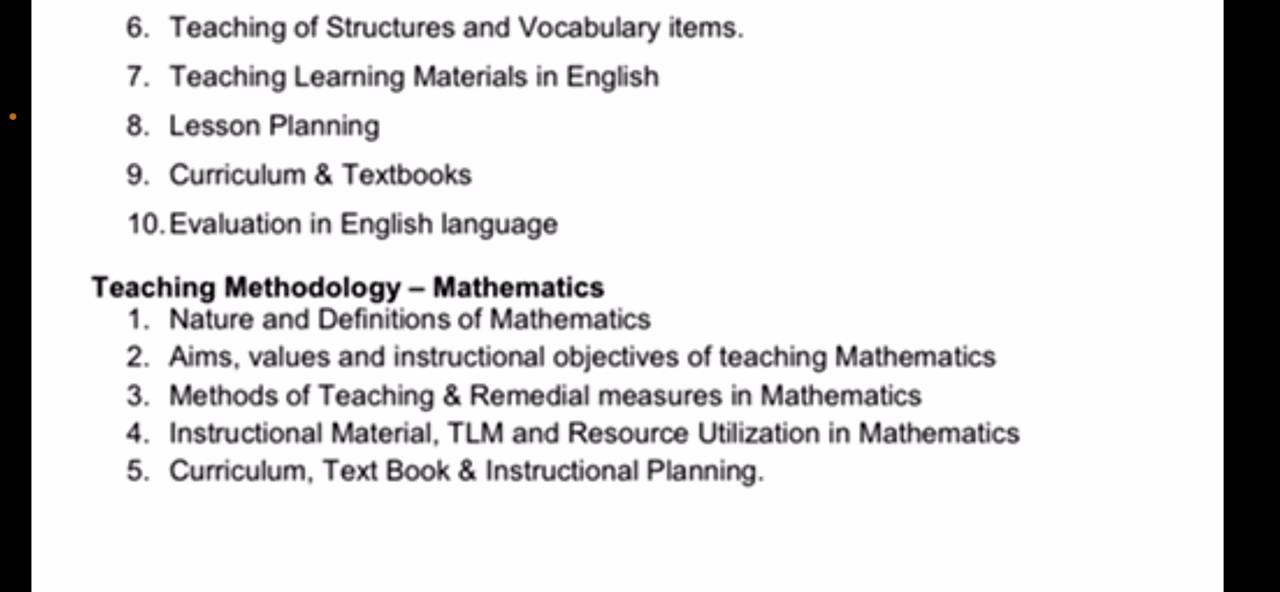 6. Teaching of Structures and Vocabulary items.
7. Teaching Learning Materials in English
8. Lesson Planning
9. Curriculum & Textbooks
10. Evaluation in English language
Teaching Methodology – Mathematics
1. Nature and Definitions of Mathematics
2. Aims, values and instructional objectives of teaching Mathematics
3. Methods of Teaching & Remedial measures in Mathematics
4. Instructional Material, TLM and Resource Utilization in Mathematics
5. Curriculum, Text Book & Instructional Planning.